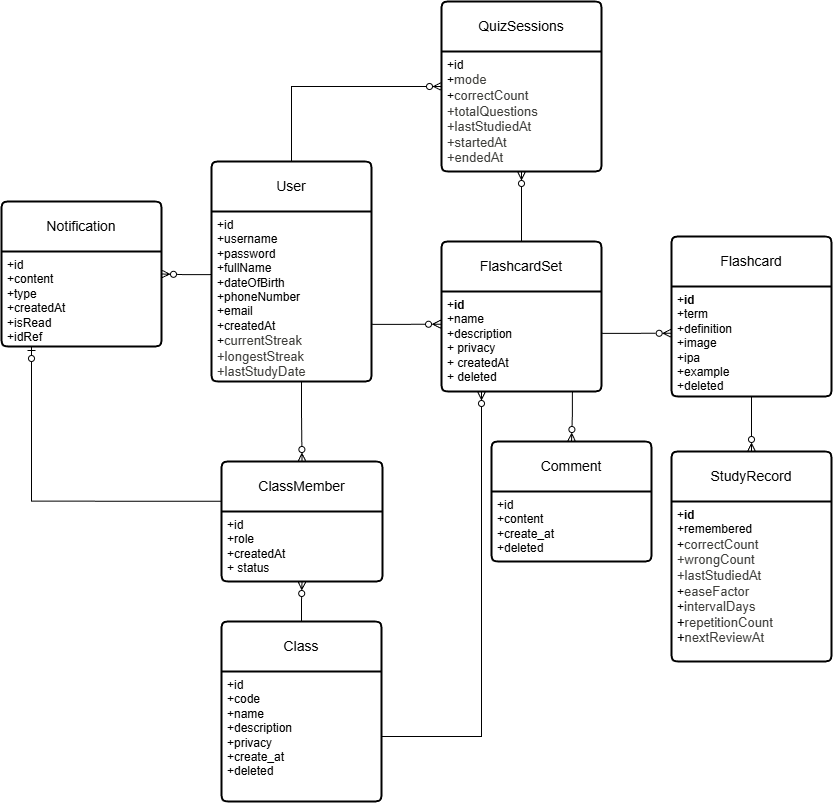 QuizSessions
+id
+mode
+correctCount
+totalQuestions
+lastStudiedAt
+startedAt
+endedAt
User
+id
+username
+password
+fullName
+dateOfBirth
+phoneNumber
+email
+createdAt
+currentStreak
+longestStreak
+lastStudyDate
Notification
+id
+content
+type
+createdAt
+isRead
+idRef
FlashcardSet
+id
+name
+description
+ privacy
+ createdAt
+ deleted
Flashcard
+id
+term
+definition
+image
+ipa
+example
+deleted
ClassMember
+id
+role
+createdAt
+ status
Comment
+id
+content
+create_at
+deleted
StudyRecord
+id
+remembered
+correctCount
+wrongCount
+lastStudiedAt
+easeFactor
+intervalDays
+repetitionCount
+nextReviewAt
Class
+id
+code
+name
+description
+privacy
+create_at
+deleted